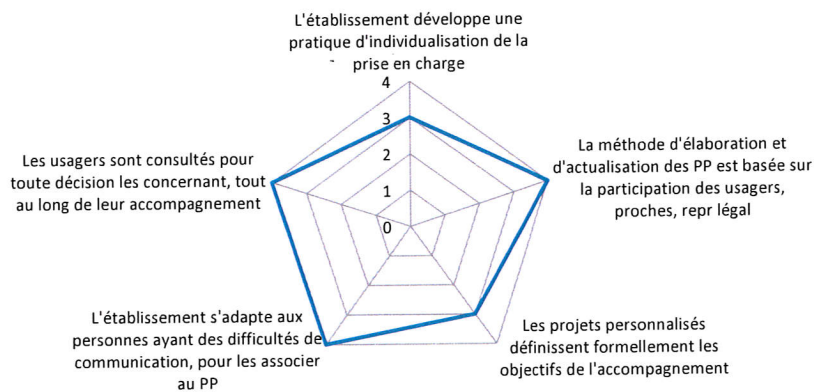 L'établissement développe une
pratique d'individualisation de la
prise en charge
4
3
2
1
0
La méthode d'élaboration et
d'actualisation des PP est basée sur
la participation des usagers,
proches, repr légal
Les projets personnalisés
définissent formellement les
objectifs de l'accompagnement
L'établissement s'adapte aux
personnes ayant des difficultés de
communication, pour les associer
au PP
Les usagers sont consultés pour
toute décision les concernant, tout
au long de leur accompagnement